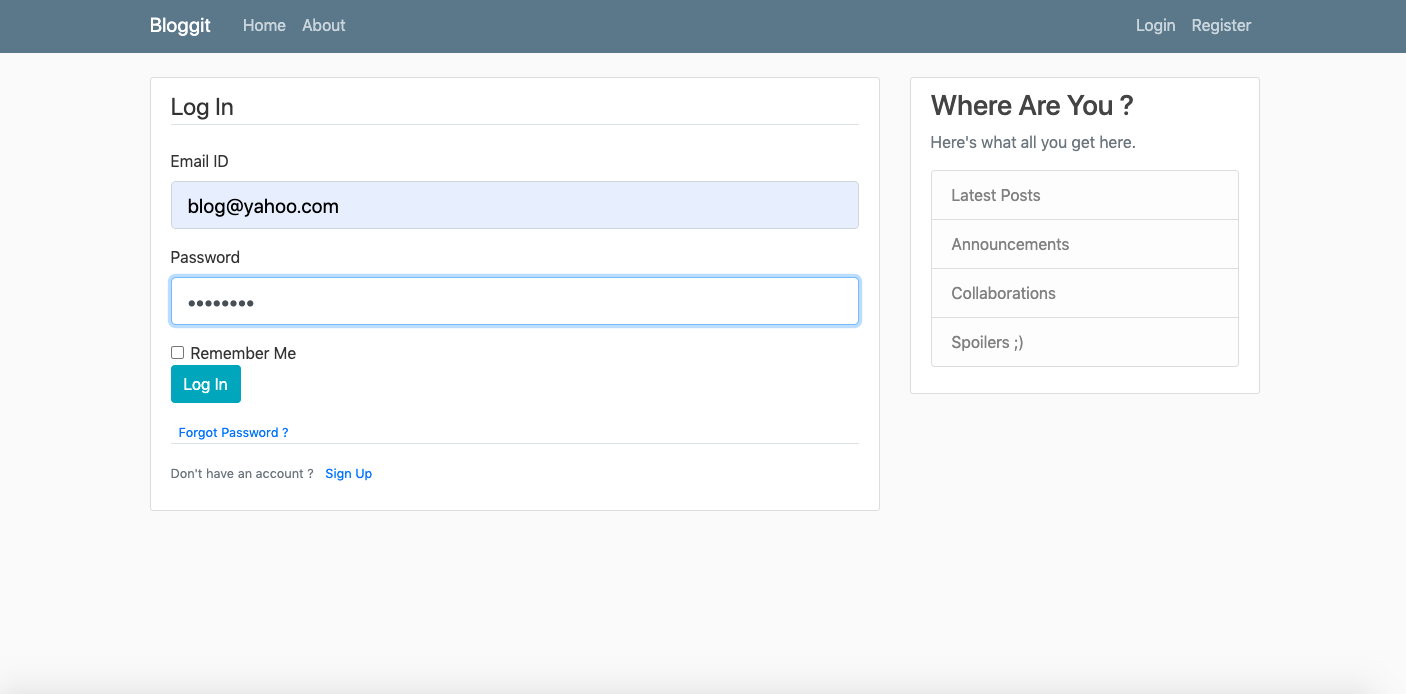 Bloggit Home About Login Register
Log In
Email ID
blog@yahoo.com
Password
••••••••
Remember Me
Log In
Forgot Password ?
Don't have an account ? Sign Up
Where Are You ?
Here's what all you get here.
Latest Posts
Announcements
Collaborations
Spoilers ;)